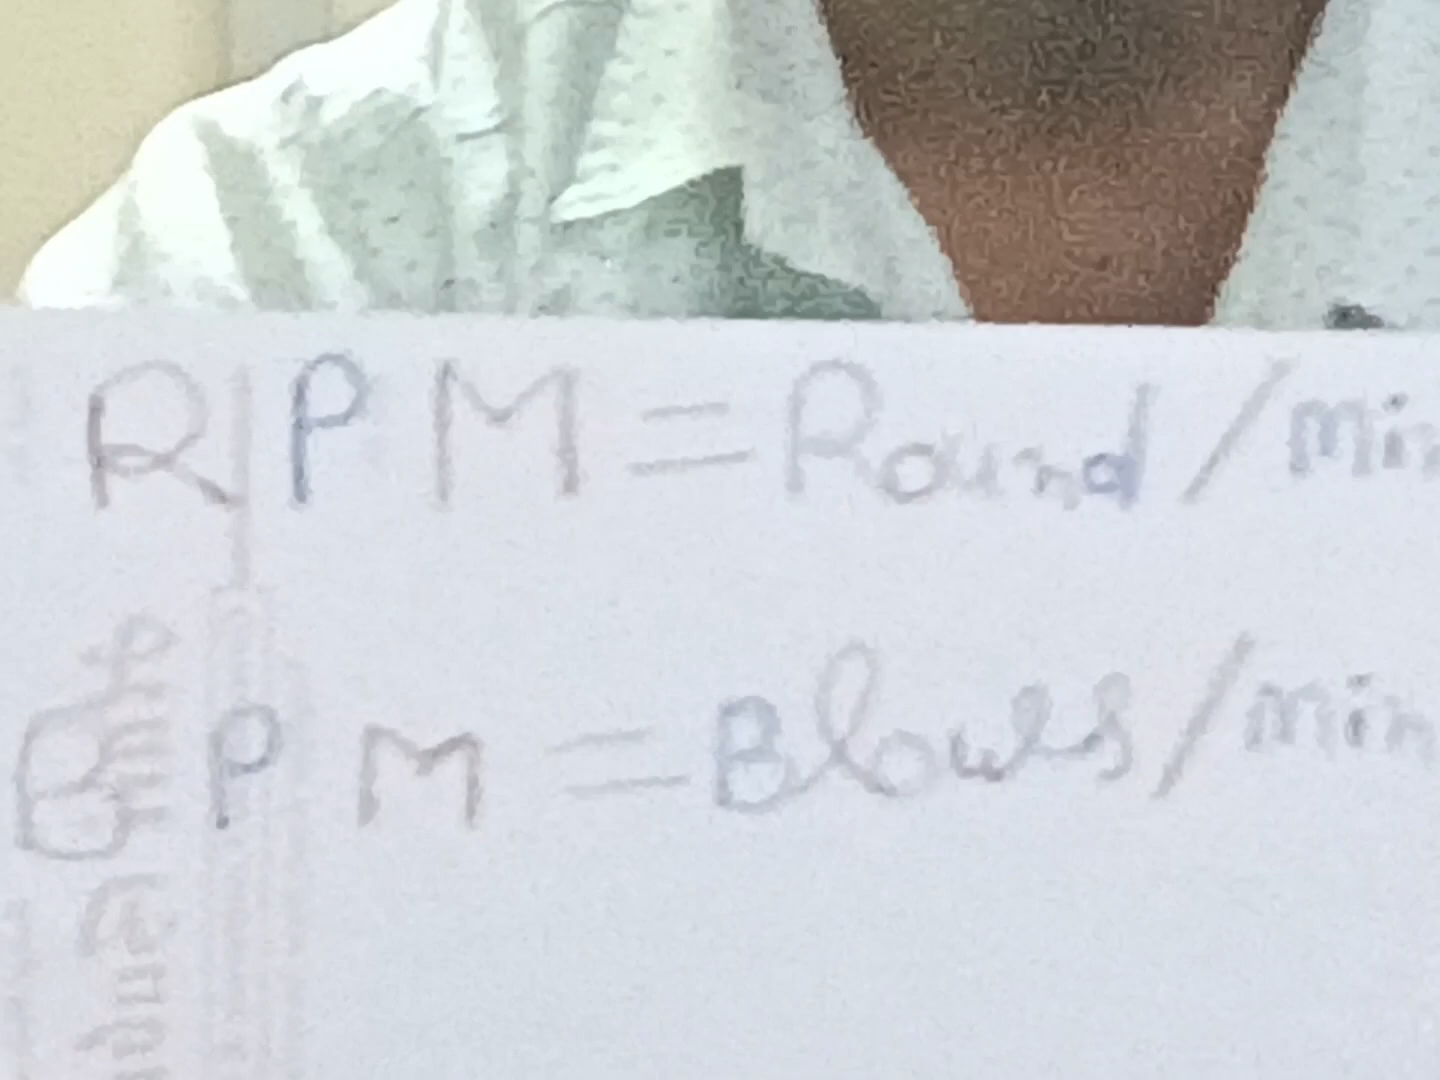 RPM = Round/min
BPM = Blows/min